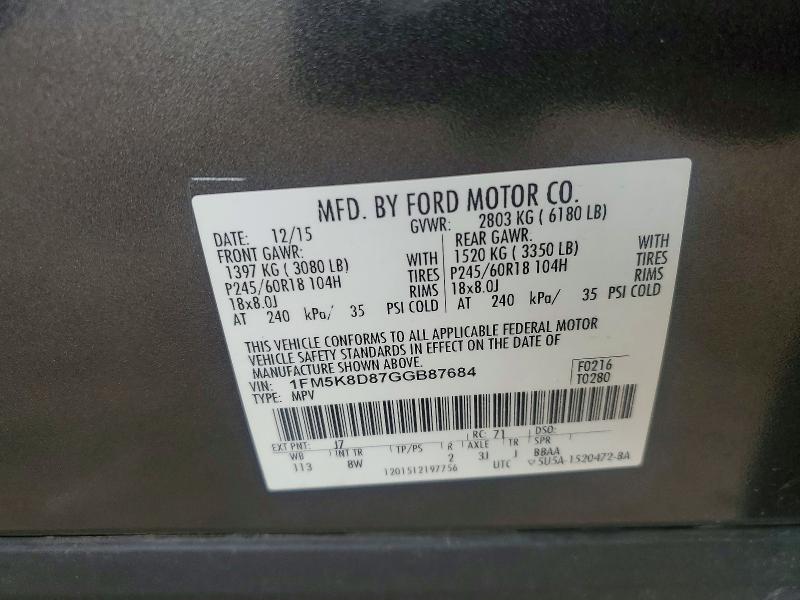 MFD. BY FORD MOTOR CO.
DATE: 12/15 GVWR: 2803 KG ( 6180 LB)
FRONT GAWR: REAR GAWR:
1397 KG ( 3080 LB) WITH 1520 KG ( 3350 LB) WITH
P245/60R18 104H TIRES P245/60R18 104H TIRES
18x8.0J RIMS 18x8.0J RIMS
AT 240 kPa/ 35 PSI COLD AT 240 kPa/ 35 PSI COLD
THIS VEHICLE CONFORMS TO ALL APPLICABLE FEDERAL MOTOR
VEHICLE SAFETY STANDARDS IN EFFECT ON THE DATE OF
MANUFACTURE SHOWN ABOVE.
VIN: 1FM5K8D87GGB87684 F0216
TYPE: MPV T0280
EXT PNT: J7 RC: 71 DSO:
WB INT TR TP/PS R AXLE TR SPR
113 8W 2 3J J BBAA
1201512197756 UTC 5U5A-1520472-BA